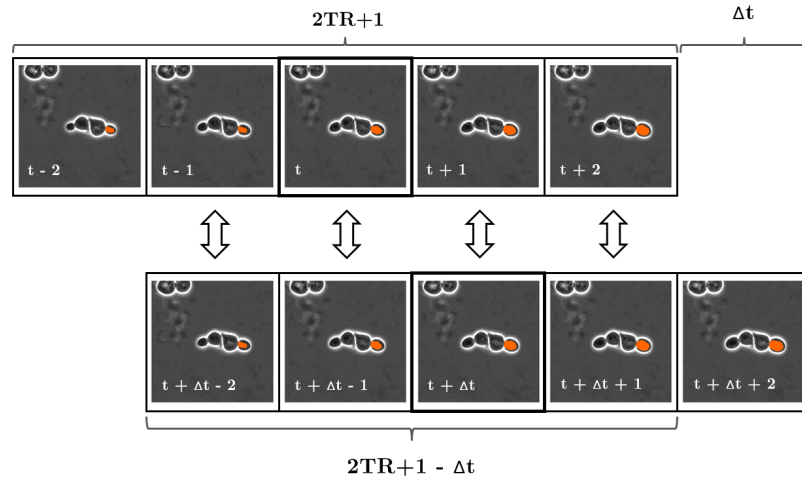 2TR+1
Δt
t - 2
t - 1
t
t + 1
t + 2
t + Δt - 2
t + Δt - 1
t + Δt
t + Δt + 1
t + Δt + 2
2TR+1 - Δt